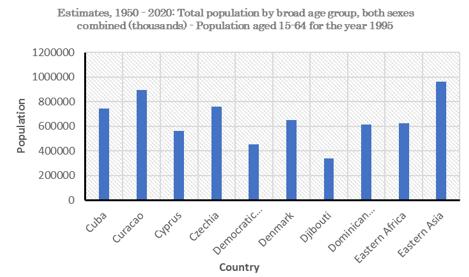 Estimates, 1950 - 2020: Total population by broad age group, both sexes
combined (thousands) - Population aged 15-64 for the year 1995
1200000
1000000
800000
600000
400000
200000
0
Population
Cuba
Curacao
Cyprus
Czechia
Democratic...
Denmark
Djibouti
Dominican...
Eastern Africa
Eastern Asia
Country